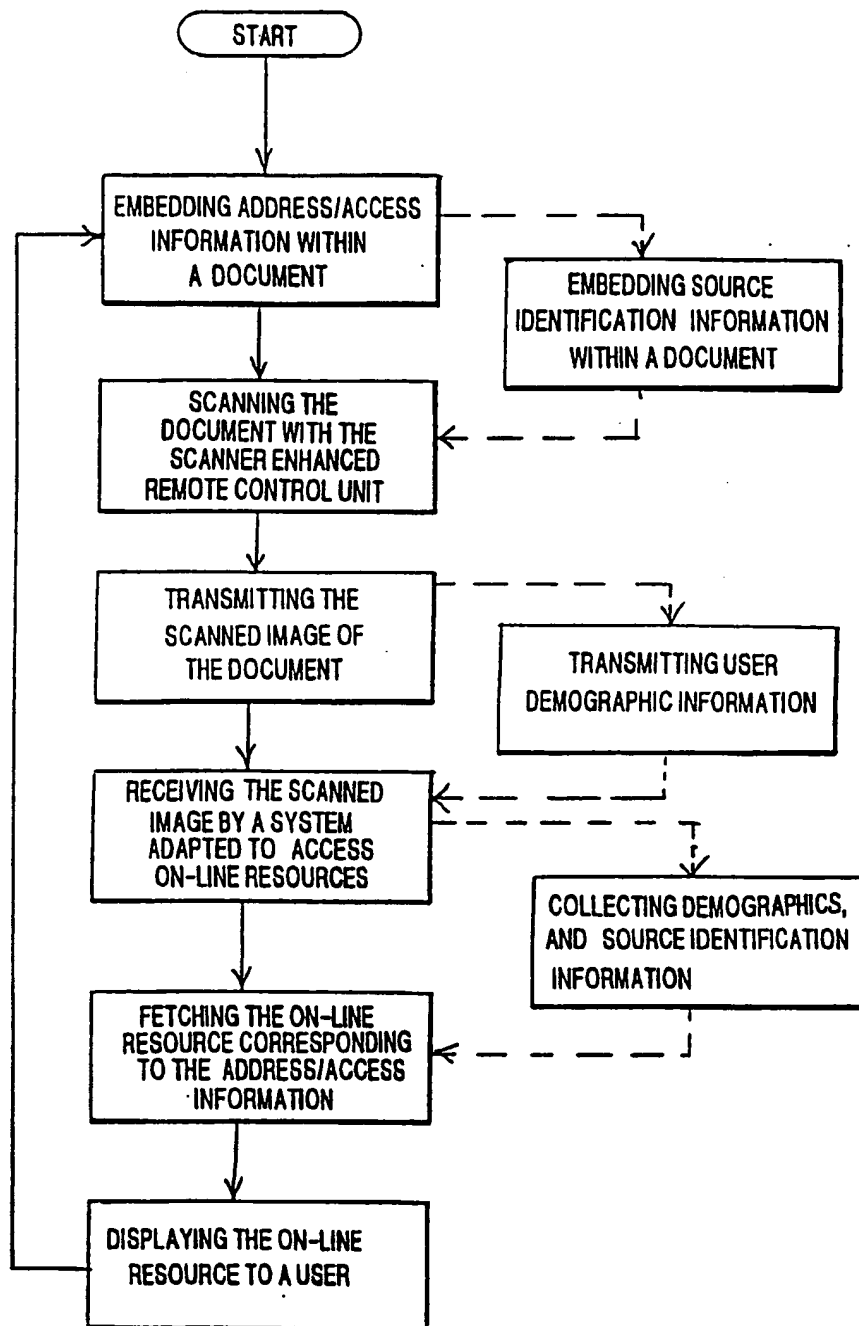 START
EMBEDDING ADDRESS/ACCESS
INFORMATION WITHIN
A DOCUMENT
EMBEDDING SOURCE
IDENTIFICATION INFORMATION
WITHIN A DOCUMENT
SCANNING THE
DOCUMENT WITH THE
SCANNER ENHANCED
REMOTE CONTROL UNIT
TRANSMITTING THE
SCANNED IMAGE OF
THE DOCUMENT
TRANSMITTING USER
DEMOGRAPHIC INFORMATION
RECEIVING THE SCANNED
IMAGE BY A SYSTEM
ADAPTED TO ACCESS
ON-LINE RESOURCES
COLLECTING DEMOGRAPHICS,
AND SOURCE IDENTIFICATION
INFORMATION
FETCHING THE ON-LINE
RESOURCE CORRESPONDING
TO THE ADDRESS/ACCESS
INFORMATION
DISPLAYING THE ON-LINE
RESOURCE TO A USER